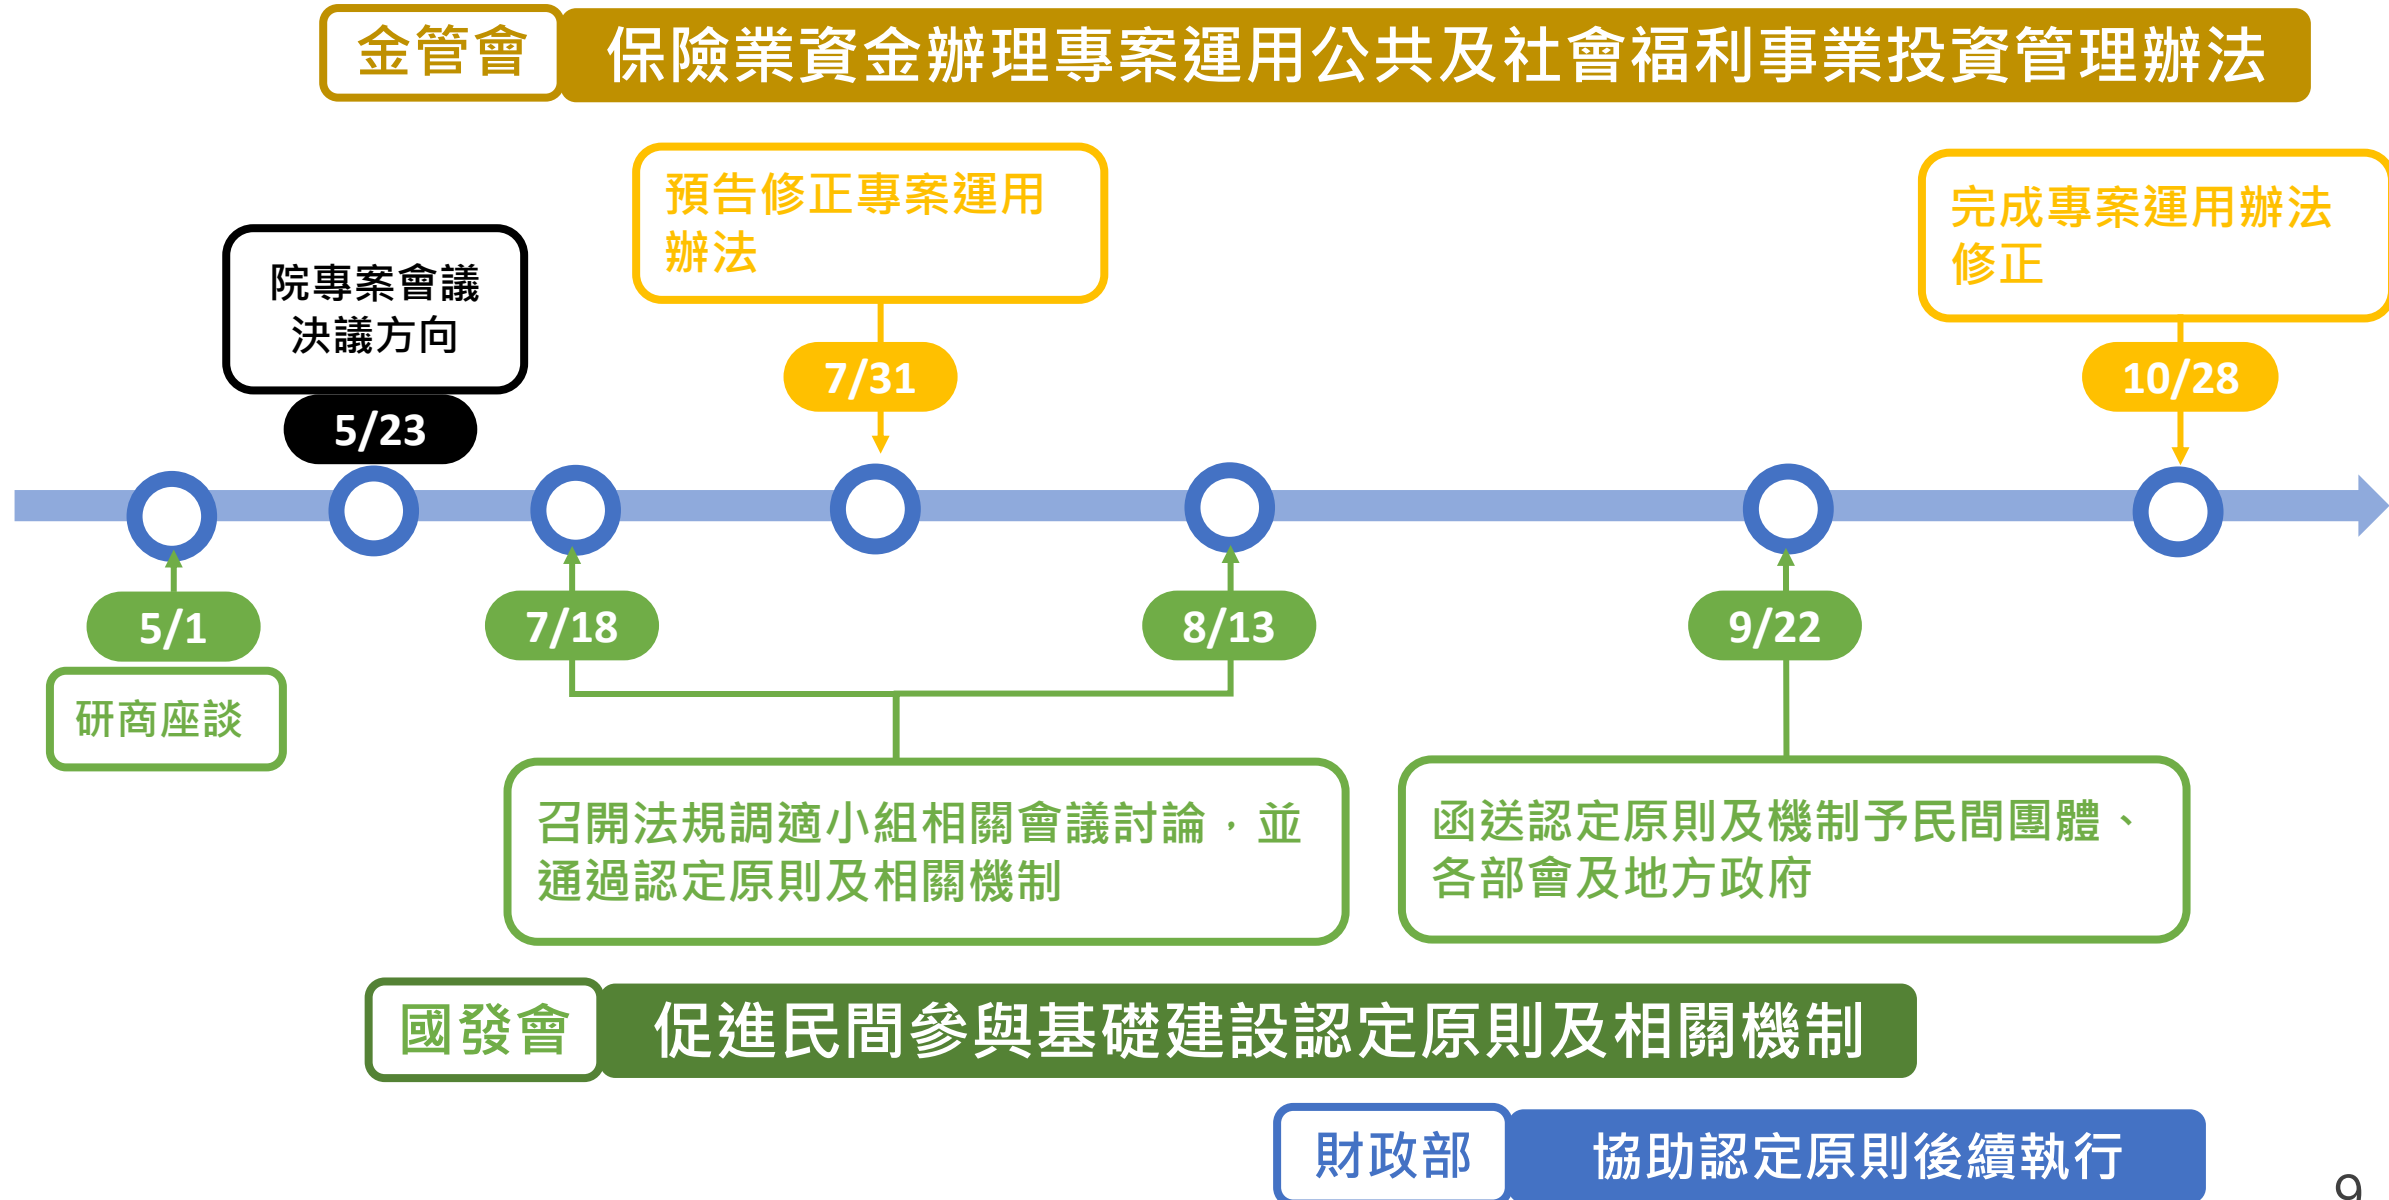 金管會 保險業資金辦理專案運用公共及社會福利事業投資管理辦法
預告修正專案運用
辦法
完成專案運用辦法
修正
院專案會議
決議方向
7/31
10/28
5/23
5/1
7/18
8/13
9/22
研商座談
召開法規調適小組相關會議討論，並
通過認定原則及相關機制
函送認定原則及機制予民間團體、
各部會及地方政府
國發會 促進民間參與基礎建設認定原則及相關機制
財政部 協助認定原則後續執行
9